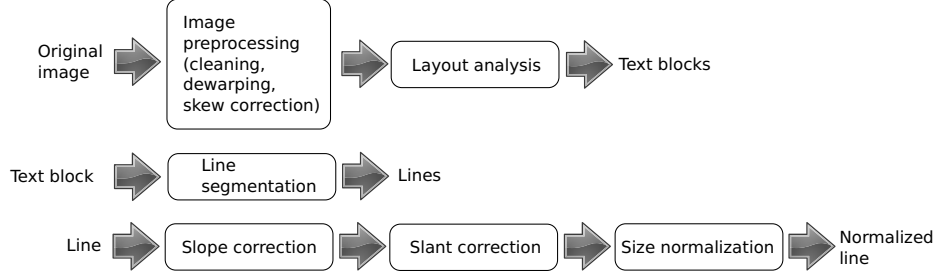 Original
image
Image
preprocessing
(cleaning,
dewarping,
skew correction)
Layout analysis
Text blocks
Text block
Line
segmentation
Lines
Line
Slope correction
Slant correction
Size normalization
Normalized
line